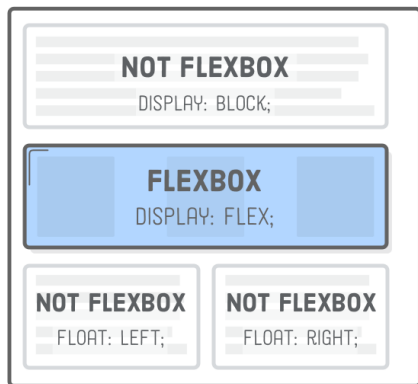 NOT FLEXBOX
DISPLAY: BLOCK;
FLEXBOX
DISPLAY: FLEX;
NOT FLEXBOX
FLOAT: LEFT;
NOT FLEXBOX
FLOAT: RIGHT;